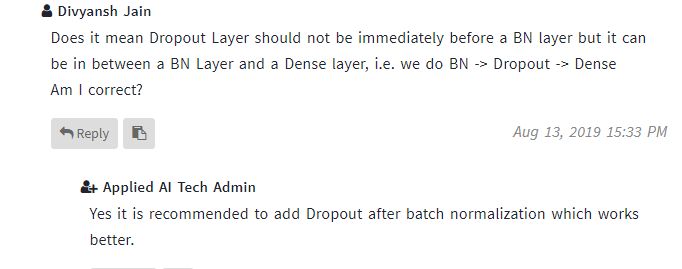 Divyansh Jain
Does it mean Dropout Layer should not be immediately before a BN layer but it can
be in between a BN Layer and a Dense layer, i.e. we do BN -> Dropout -> Dense
Am I correct?
Reply
Aug 13, 2019 15:33 PM
Applied AI Tech Admin
Yes it is recommended to add Dropout after batch normalization which works
better.